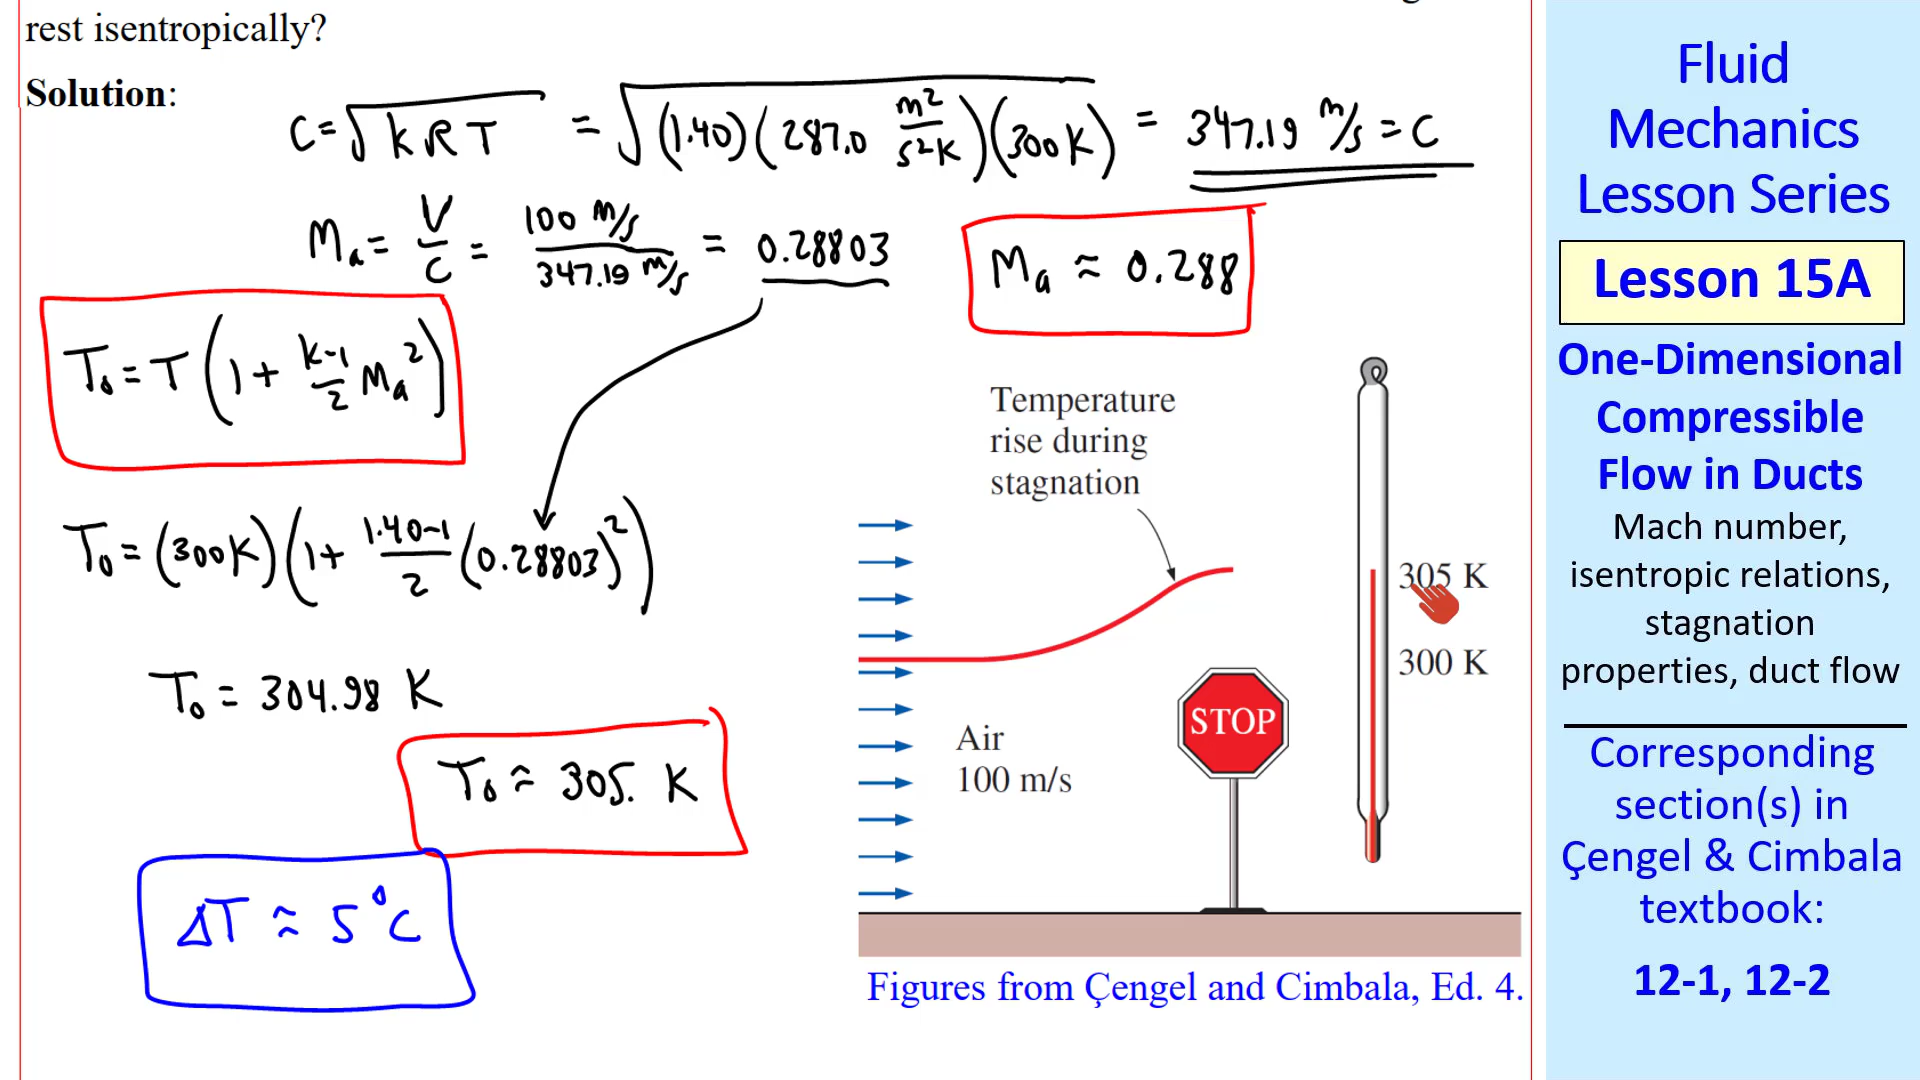 rest isentropically?
Solution:
C = √kRT = √(1.40)(287.0 m²/s²K)(300K) = 347.19 m/s = C
Ma = V/C = 100 m/s / 347.19 m/s = 0.28803
Ma ≈ 0.288
T₀ = T(1 + k-1/2 Ma²)
T₀ = (300K)(1 + 1.40-1/2 (0.28803)²)
T₀ = 304.98 K
T₀ ≈ 305. K
ΔT ≈ 5°C
Temperature
rise during
stagnation
305 K
300 K
STOP
Air
100 m/s
Figures from Çengel and Cimbala, Ed. 4.
Fluid
Mechanics
Lesson Series
Lesson 15A
One-Dimensional
Compressible
Flow in Ducts
Mach number,
isentropic relations,
stagnation
properties, duct flow
Corresponding
section(s) in
Çengel & Cimbala
textbook:
12-1, 12-2